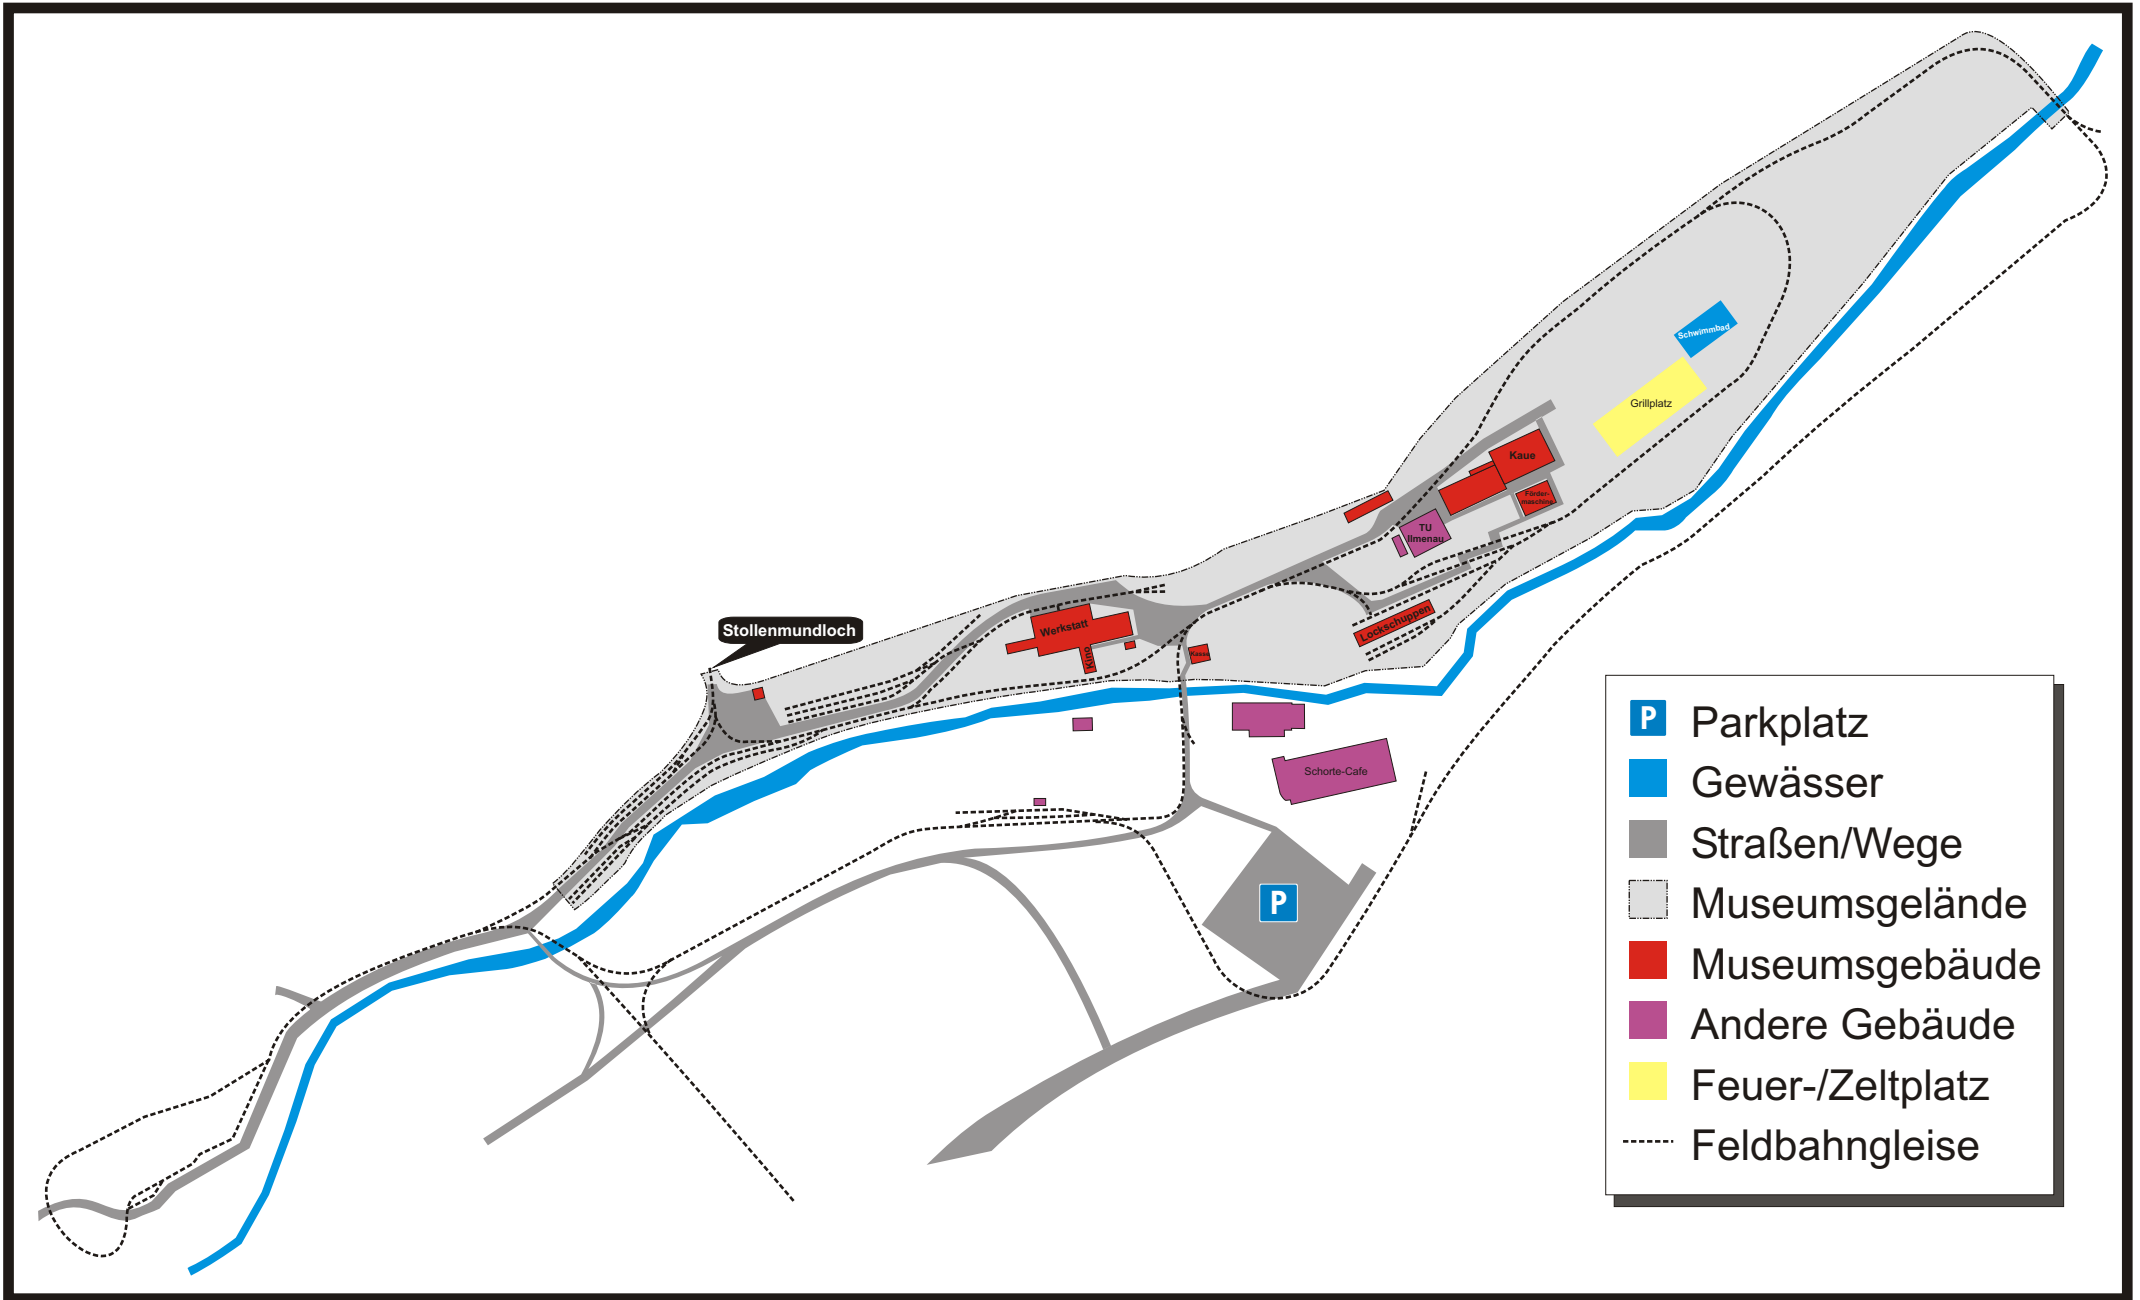 Schwimmbad
Grillplatz
Kaue
Förder-
maschine
TU
Ilmenau
Stollenmundloch
Werkstatt
Kino
Kasse
Lockschuppen
Schorte-Cafe
P
P Parkplatz
Gewässer
Straßen/Wege
Museumsgelände
Museumsgebäude
Andere Gebäude
Feuer-/Zeltplatz
Feldbahngleise